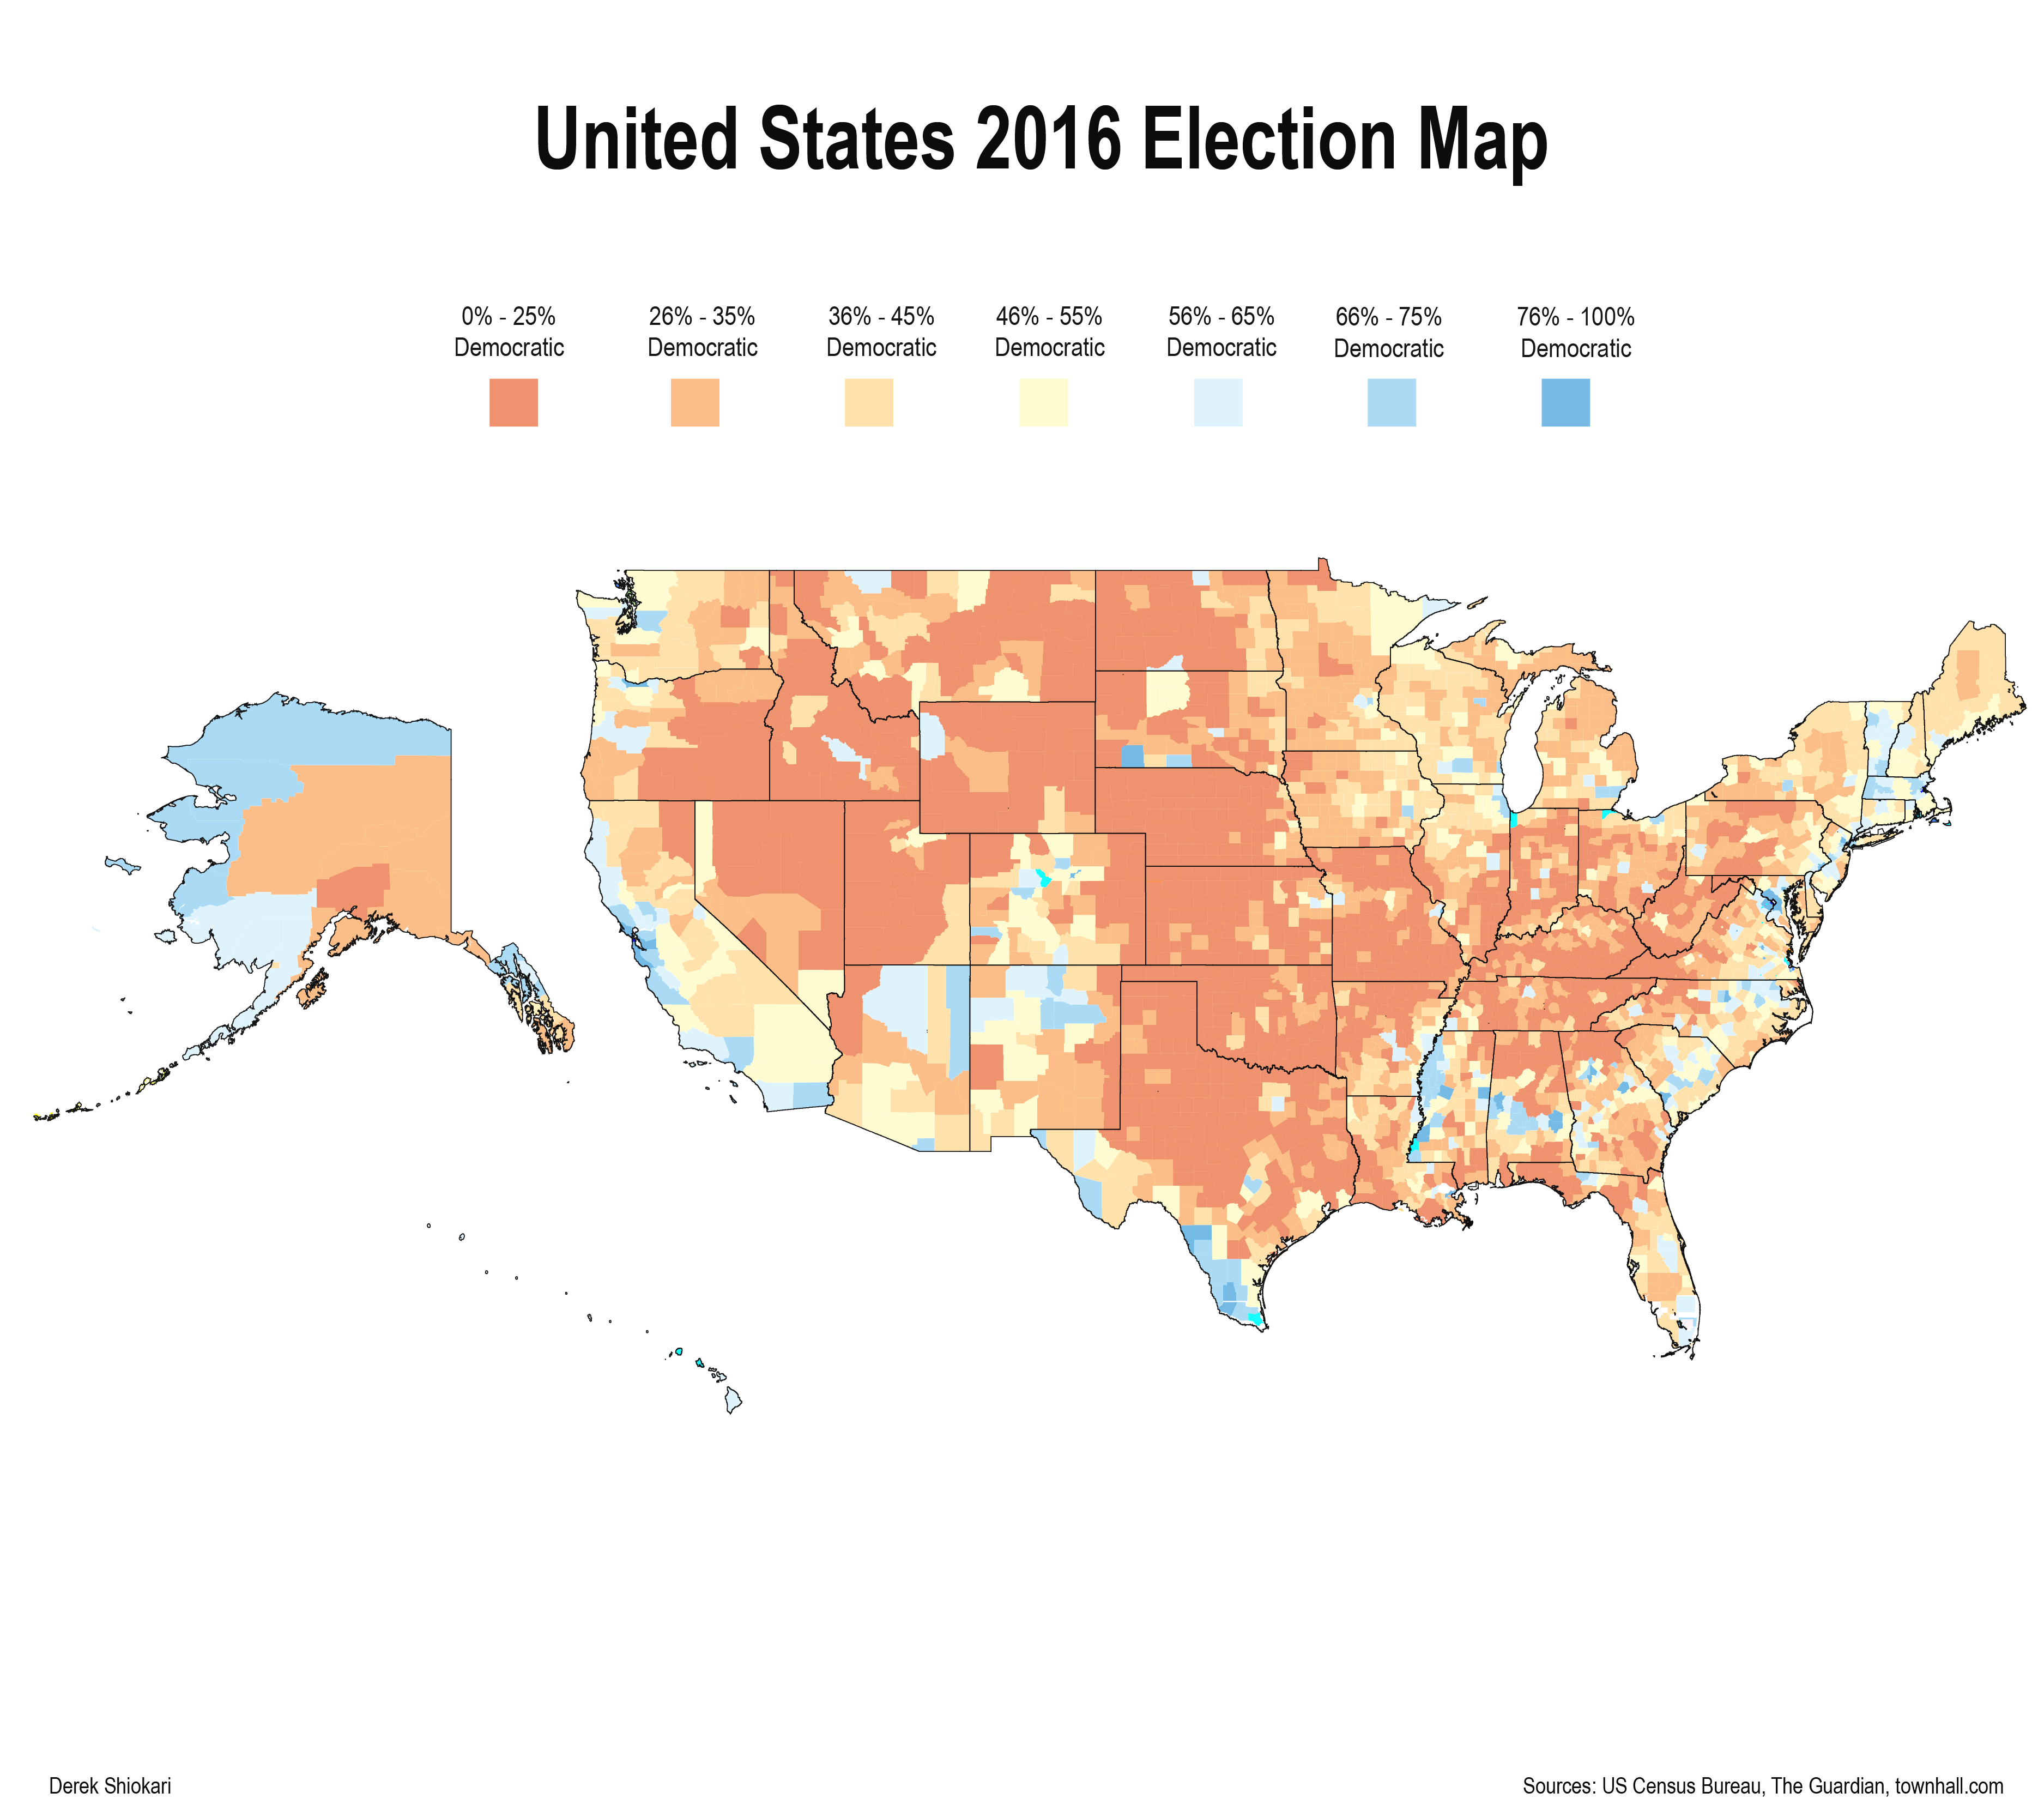 United States 2016 Election Map
0% - 25% 26% - 35% 36% - 45% 46% - 55% 56% - 65% 66% - 75% 76% - 100%
Democratic Democratic Democratic Democratic Democratic Democratic Democratic
Derek Shiokari
Sources: US Census Bureau, The Guardian, townhall.com